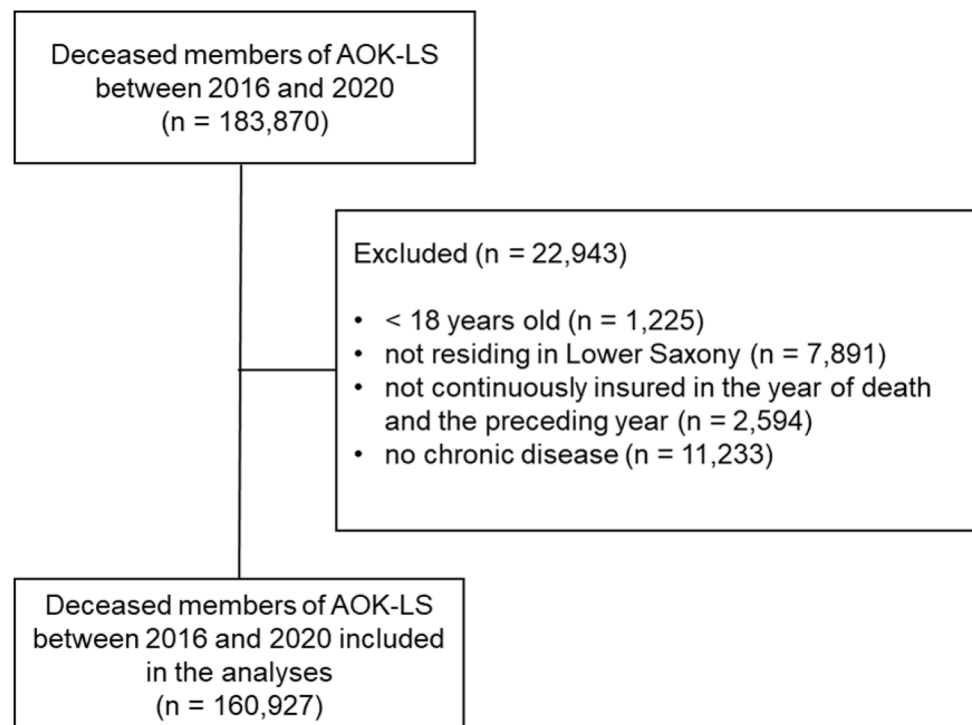 Deceased members of AOK-LS
between 2016 and 2020
(n = 183,870)
Excluded (n = 22,943)
• < 18 years old (n = 1,225)
• not residing in Lower Saxony (n = 7,891)
• not continuously insured in the year of death
and the preceding year (n = 2,594)
• no chronic disease (n = 11,233)
Deceased members of AOK-LS
between 2016 and 2020 included
in the analyses
(n = 160,927)